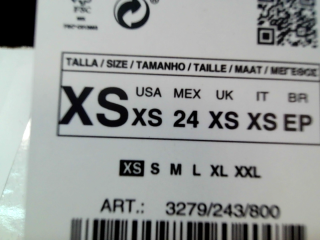 TALLA / SIZE / TAMANHO / TAILLE / MAAT / ΜΕΓΕΘΟΣ
XS
USA MEX UK IT BR
XS 24 XS XS EP
XS S M L XL XXL
ART.: 3279/243/800